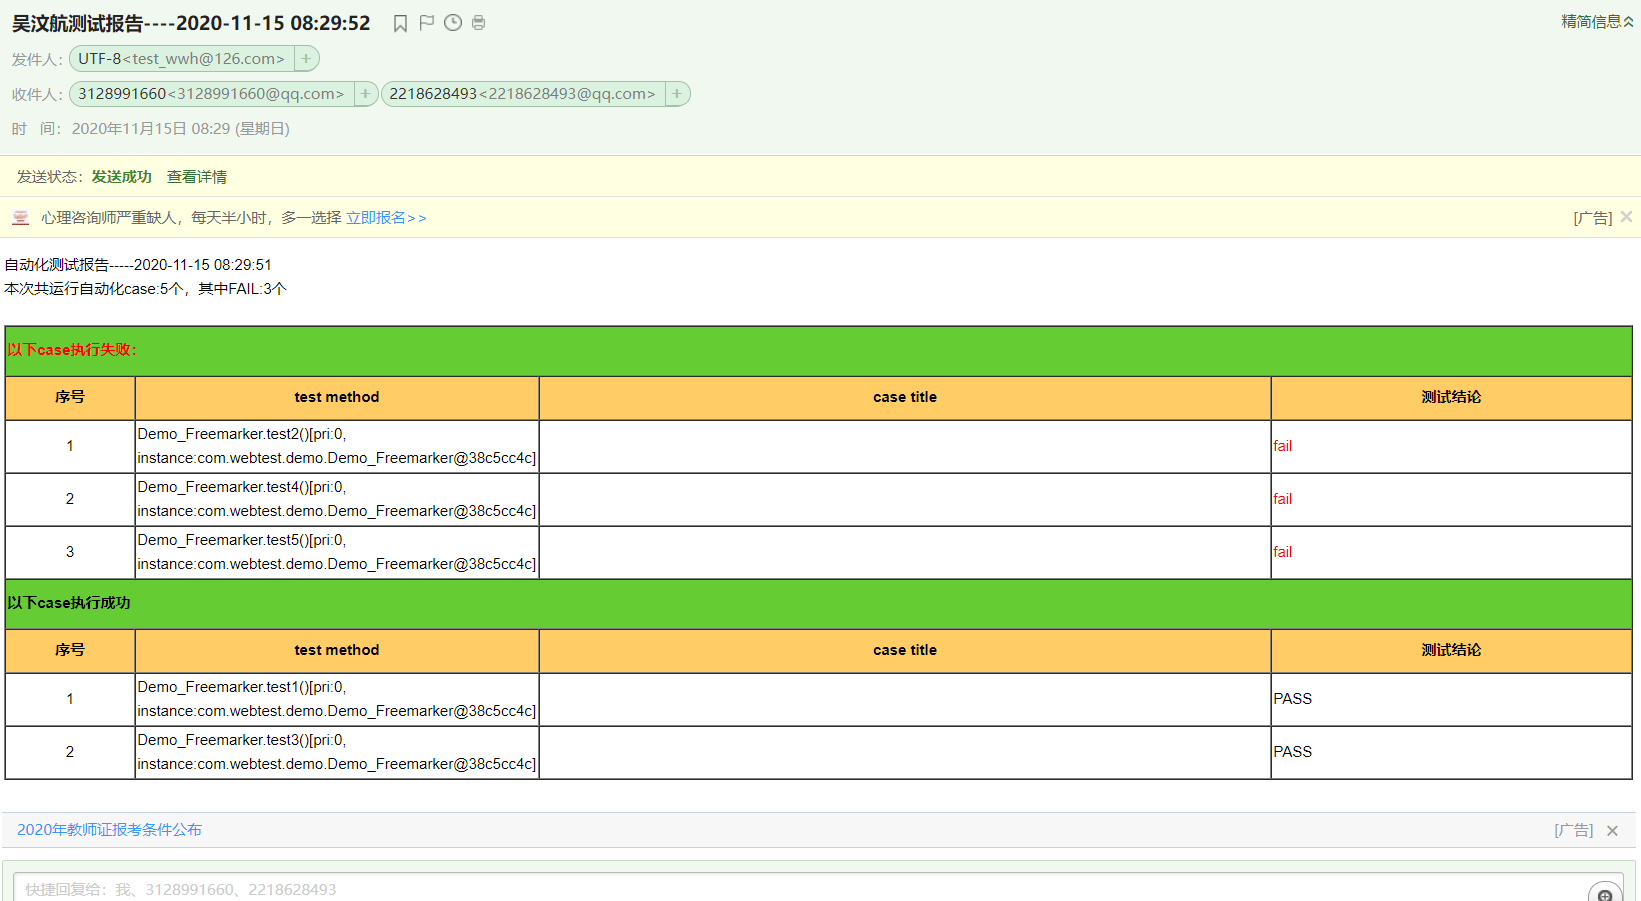 吴汶航测试报告----2020-11-15 08:29:52
精简信息
发件人：UTF-8<test_wwh@126.com> +
收件人：3128991660<3128991660@qq.com> + 2218628493<2218628493@qq.com> +
时 间：2020年11月15日 08:29 (星期日)
发送状态：发送成功 查看详情
心理咨询师严重缺人，每天半小时，多一选择 立即报名>> [广告]
自动化测试报告-----2020-11-15 08:29:51
本次共运行自动化case:5个，其中FAIL:3个
以下case执行失败：
序号 test method case title 测试结论
1 Demo_Freemarker.test2()[pri:0, fail
instance:com.webtest.demo.Demo_Freemarker@38c5cc4c]
2 Demo_Freemarker.test4()[pri:0, fail
instance:com.webtest.demo.Demo_Freemarker@38c5cc4c]
3 Demo_Freemarker.test5()[pri:0, fail
instance:com.webtest.demo.Demo_Freemarker@38c5cc4c]
以下case执行成功
序号 test method case title 测试结论
1 Demo_Freemarker.test1()[pri:0, PASS
instance:com.webtest.demo.Demo_Freemarker@38c5cc4c]
2 Demo_Freemarker.test3()[pri:0, PASS
instance:com.webtest.demo.Demo_Freemarker@38c5cc4c]
2020年教师证报考条件公布 [广告]
快捷回复给：我、3128991660、2218628493